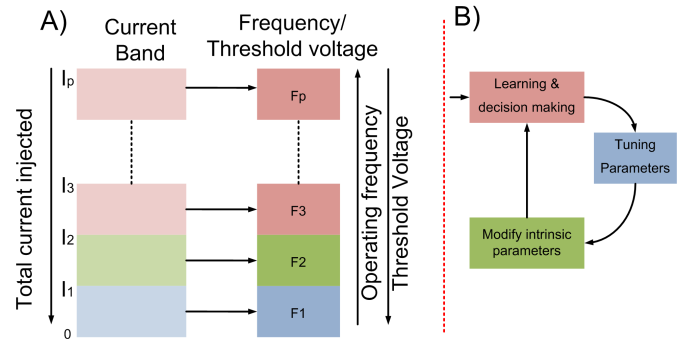 A)
Current
Band
Frequency/
Threshold voltage
Total current injected
Ip
I3
I2
I1
0
Fp
F3
F2
F1
Operating frequency
Threshold Voltage
B)
Learning &
decision making
Tuning
Parameters
Modify intrinsic
parameters